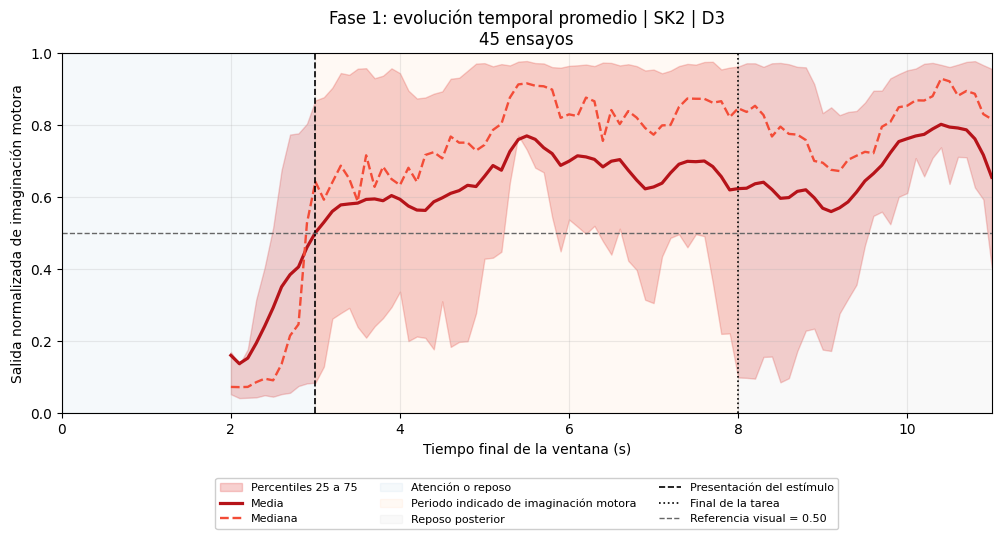 Fase 1: evolución temporal promedio | SK2 | D3
45 ensayos
Salida normalizada de imaginación motora
1.0
0.8
0.6
0.4
0.2
0.0
0 2 4 6 8 10
Tiempo final de la ventana (s)
Percentiles 25 a 75
Media
Mediana
Atención o reposo
Periodo indicado de imaginación motora
Reposo posterior
Presentación del estímulo
Final de la tarea
Referencia visual = 0.50